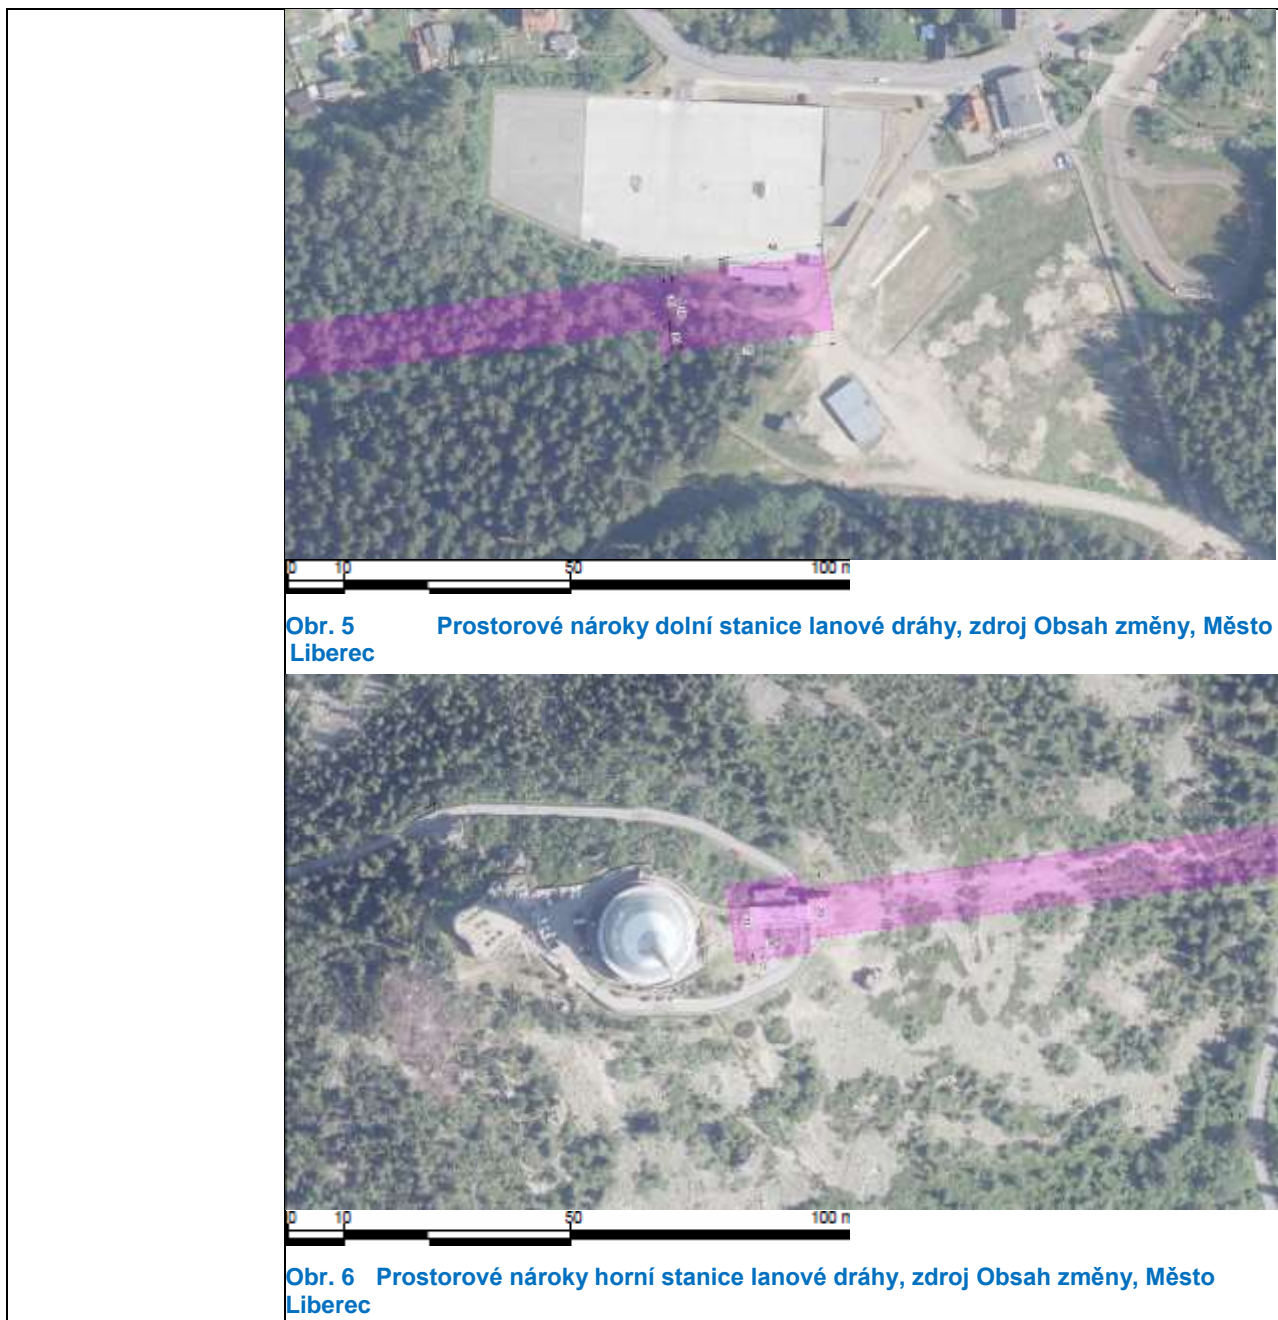 0 10 50 100 m
Obr. 5 Prostorové nároky dolní stanice lanové dráhy, zdroj Obsah změny, Město
Liberec
0 10 50 100 m
Obr. 6 Prostorové nároky horní stanice lanové dráhy, zdroj Obsah změny, Město
Liberec